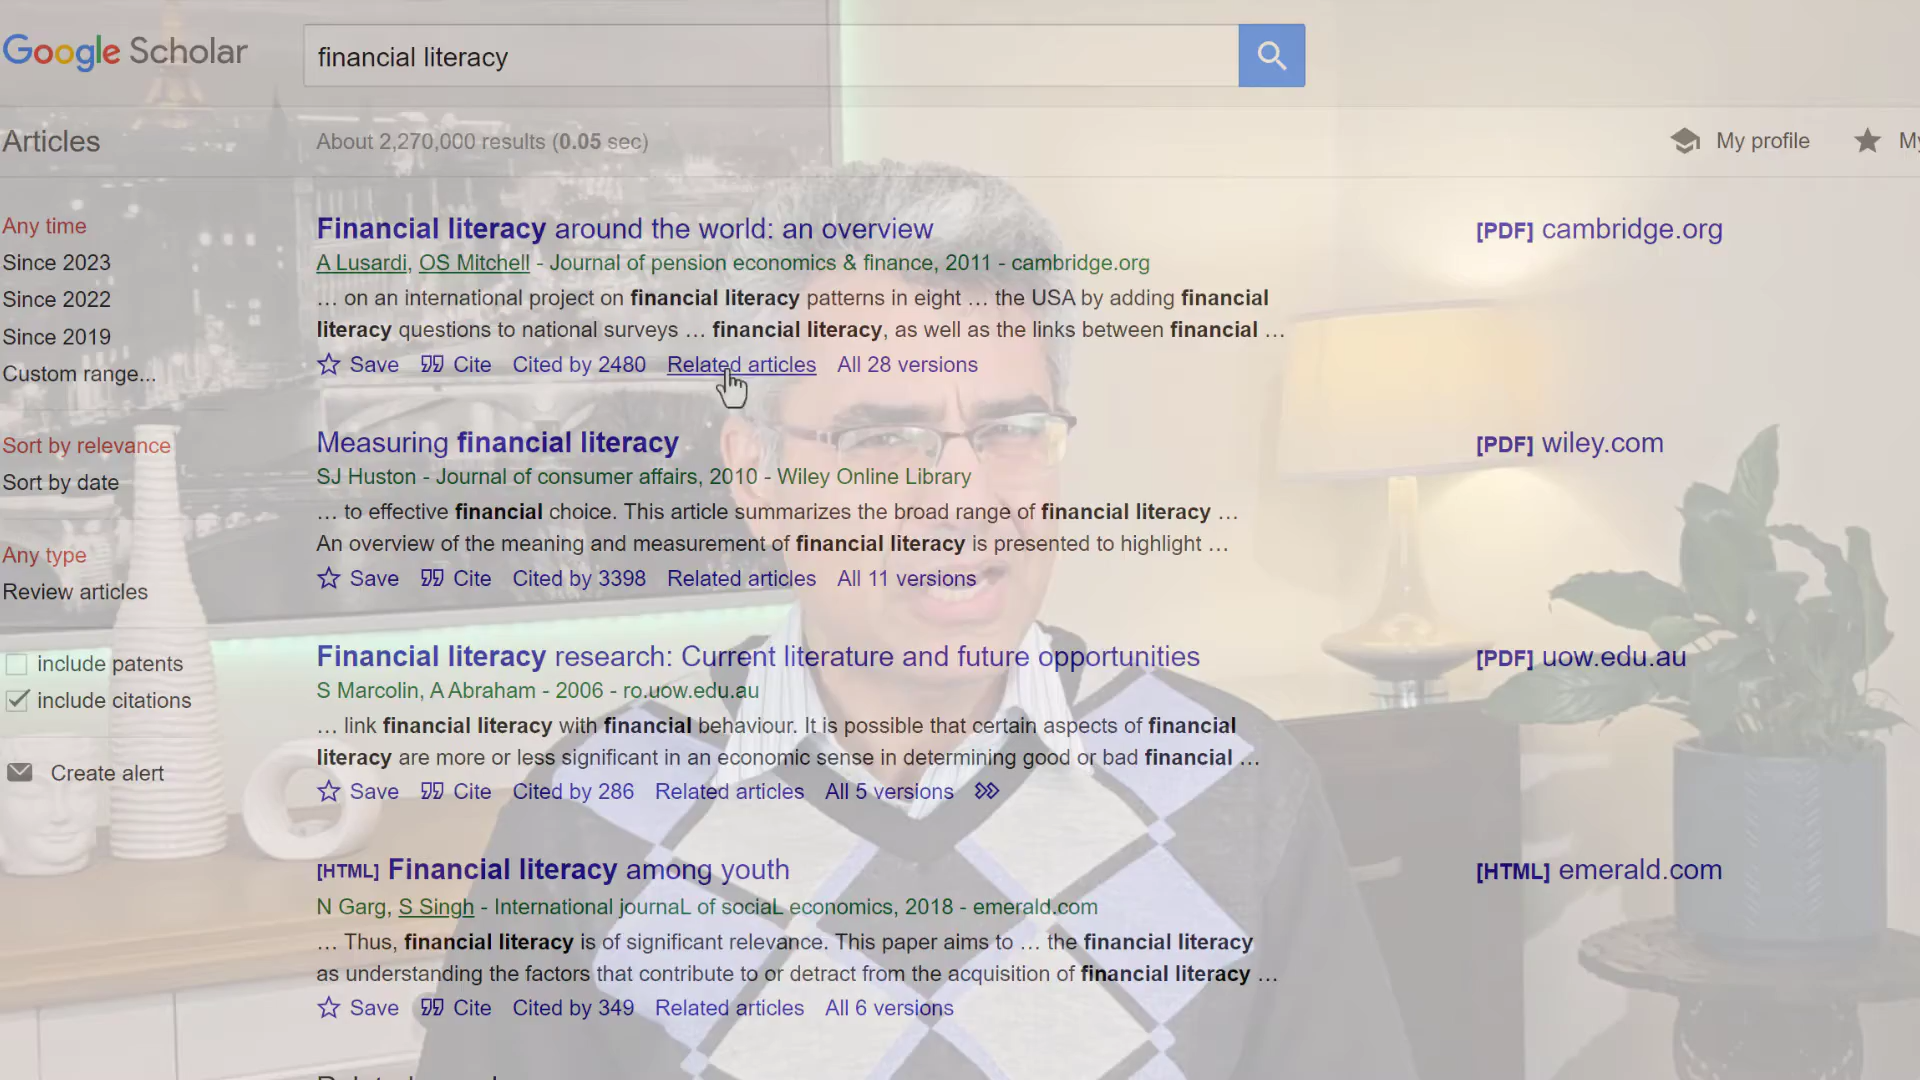 Google Scholar
financial literacy
Articles
About 2,270,000 results (0.05 sec)
My profile
My
Any time
Since 2023
Since 2022
Since 2019
Custom range...
Sort by relevance
Sort by date
Any type
Review articles
include patents
include citations
Create alert
Financial literacy around the world: an overview
[PDF] cambridge.org
A Lusardi, OS Mitchell - Journal of pension economics & finance, 2011 - cambridge.org
... on an international project on financial literacy patterns in eight ... the USA by adding financial
literacy questions to national surveys ... financial literacy, as well as the links between financial ...
Save Cite Cited by 2480 Related articles All 28 versions
Measuring financial literacy
[PDF] wiley.com
SJ Huston - Journal of consumer affairs, 2010 - Wiley Online Library
... to effective financial choice. This article summarizes the broad range of financial literacy ...
An overview of the meaning and measurement of financial literacy is presented to highlight ...
Save Cite Cited by 3398 Related articles All 11 versions
Financial literacy research: Current literature and future opportunities
[PDF] uow.edu.au
S Marcolin, A Abraham - 2006 - ro.uow.edu.au
... link financial literacy with financial behaviour. It is possible that certain aspects of financial
literacy are more or less significant in an economic sense in determining good or bad financial ...
Save Cite Cited by 286 Related articles All 5 versions
[HTML] Financial literacy among youth
[HTML] emerald.com
N Garg, S Singh - International journaL of sociaL economics, 2018 - emerald.com
... Thus, financial literacy is of significant relevance. This paper aims to ... the financial literacy
as understanding the factors that contribute to or detract from the acquisition of financial literacy ...
Save Cite Cited by 349 Related articles All 6 versions